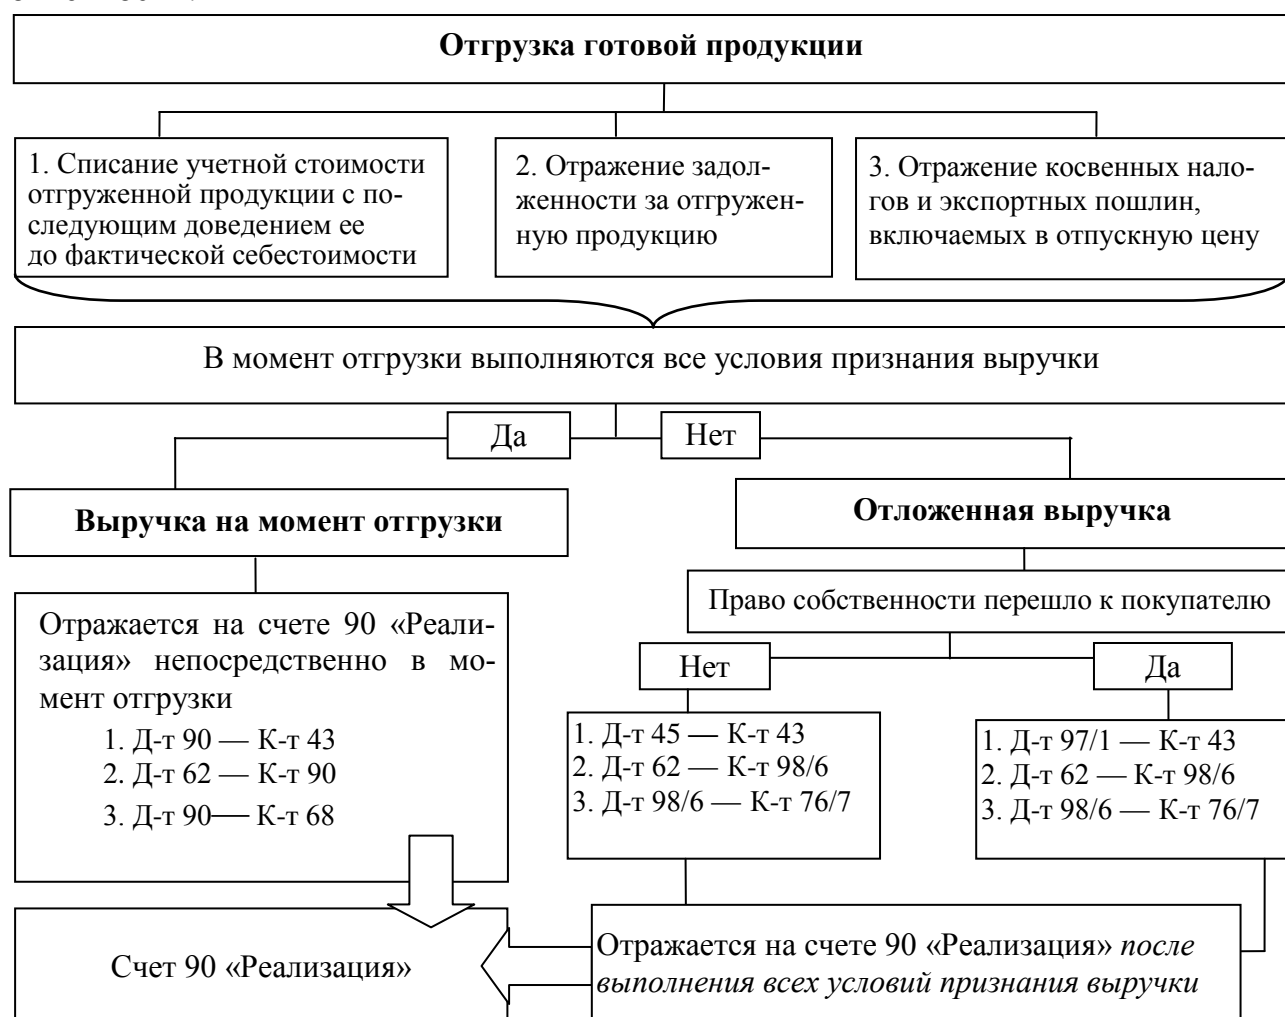 Отгрузка готовой продукции
1. Списание учетной стоимости
отгруженной продукции с по-
следующим доведением ее
до фактической себестоимости
2. Отражение задол-
женности за отгружен-
ную продукцию
3. Отражение косвенных нало-
гов и экспортных пошлин,
включаемых в отпускную цену
В момент отгрузки выполняются все условия признания выручки
Да
Нет
Выручка на момент отгрузки
Отложенная выручка
Отражается на счете 90 «Реали-
зация» непосредственно в мо-
мент отгрузки
1. Д-т 90 — К-т 43
2. Д-т 62 — К-т 90
3. Д-т 90— К-т 68
Право собственности перешло к покупателю
Нет
Да
1. Д-т 45 — К-т 43
2. Д-т 62 — К-т 98/6
3. Д-т 98/6 — К-т 76/7
1. Д-т 97/1 — К-т 43
2. Д-т 62 — К-т 98/6
3. Д-т 98/6 — К-т 76/7
Счет 90 «Реализация»
Отражается на счете 90 «Реализация» после
выполнения всех условий признания выручки